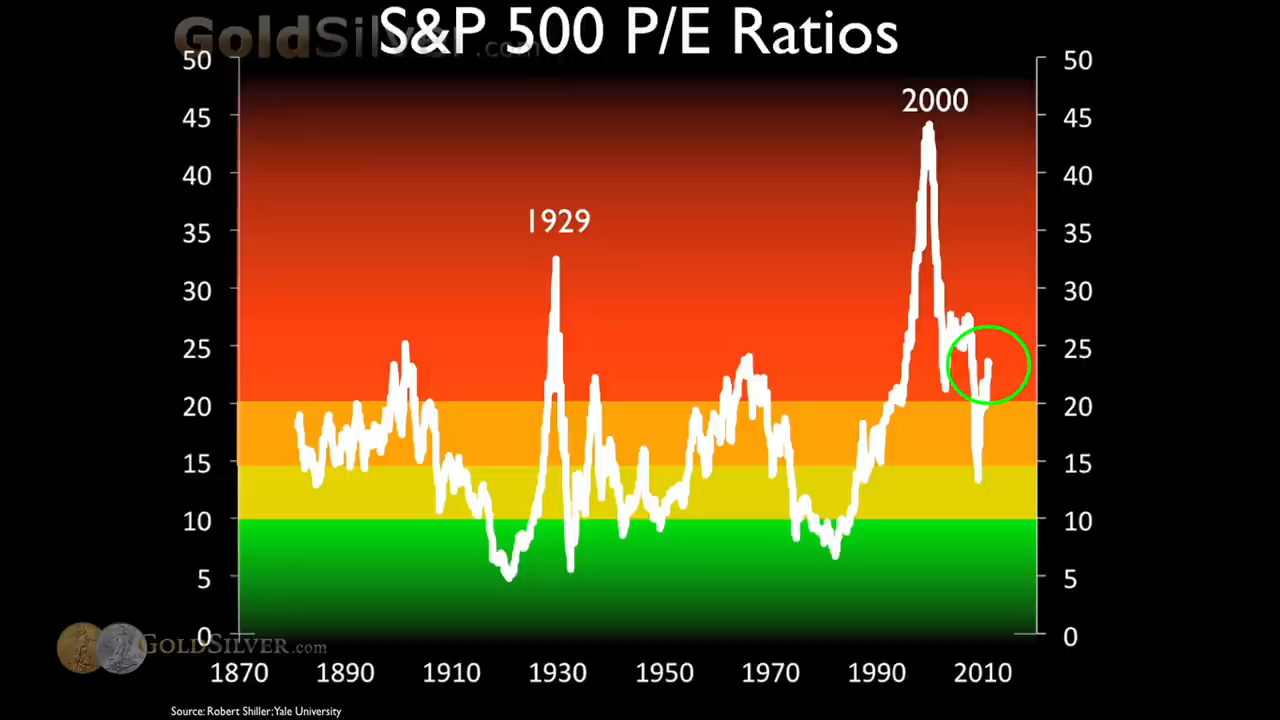 GoldSilver.com
S&P 500 P/E Ratios
50 50
2000
45 45
40 40
1929
35 35
30 30
25 25
20 20
15 15
10 10
5 5
0 0
GOLDSILVER.com
1870 1890 1910 1930 1950 1970 1990 2010
Source: Robert Shiller; Yale University